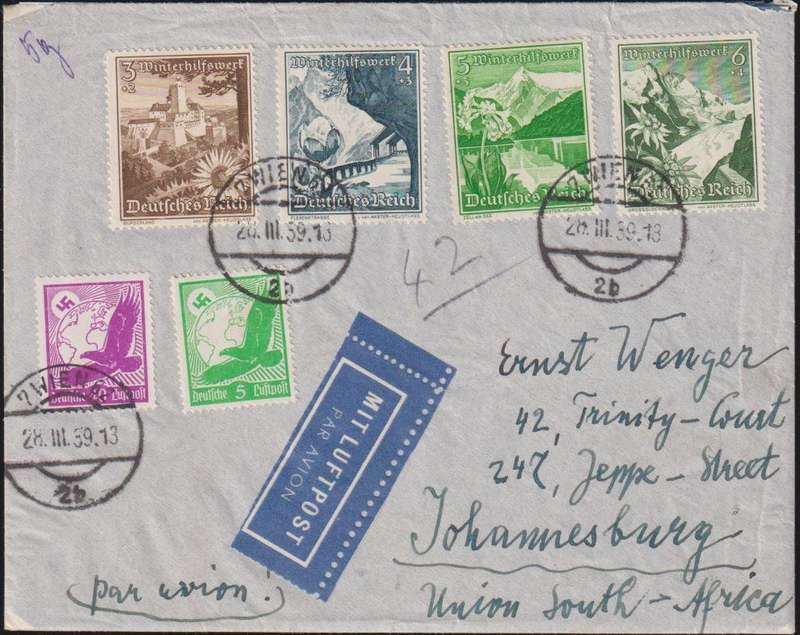 3 Winterhilfswerk
+2
Deutsches Reich
4 Winterhilfswerk
+3
Deutsches Reich
5 Winterhilfswerk
+3
Deutsches Reich
6 Winterhilfswerk
+4
Deutsches Reich
WIEN
28.III.39.13
2b
WIEN
28.III.39.13
2b
42
Deutsche Luftpost
5
Deutsche Luftpost
WIEN
28.III.39.13
2b
MIT LUFTPOST
PAR AVION
Ernst Wenger
42, Trinity-Court
247, Jeppe-Street
Johannesburg
Union South-Africa
par avion!